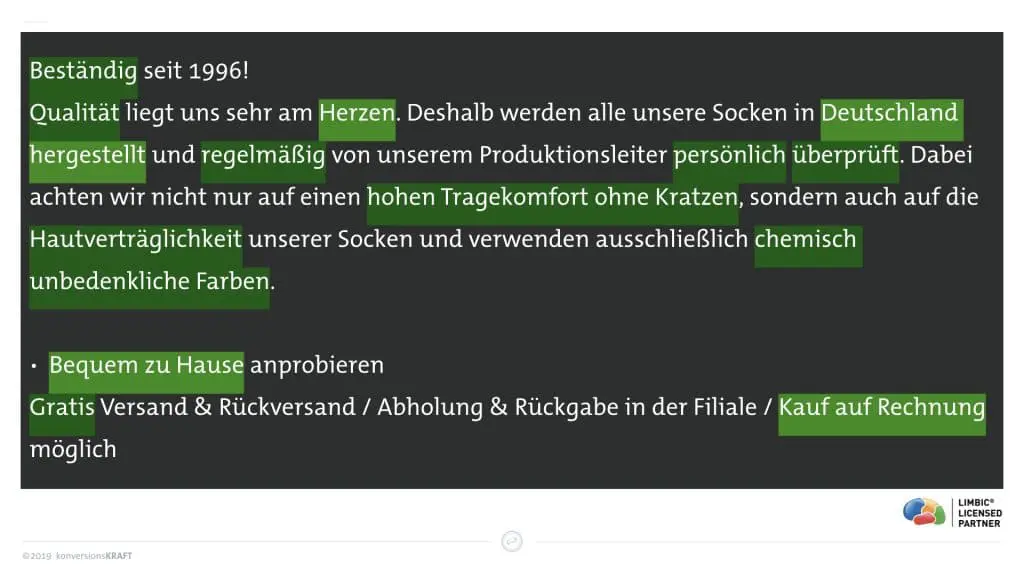 Beständig seit 1996!
Qualität liegt uns sehr am Herzen. Deshalb werden alle unsere Socken in Deutschland
hergestellt und regelmäßig von unserem Produktionsleiter persönlich überprüft. Dabei
achten wir nicht nur auf einen hohen Tragekomfort ohne Kratzen, sondern auch auf die
Hautverträglichkeit unserer Socken und verwenden ausschließlich chemisch
unbedenkliche Farben.
• Bequem zu Hause anprobieren
Gratis Versand & Rückversand / Abholung & Rückgabe in der Filiale / Kauf auf Rechnung
möglich
LIMBIC®
LICENSED
PARTNER
©2019 konversionsKRAFT